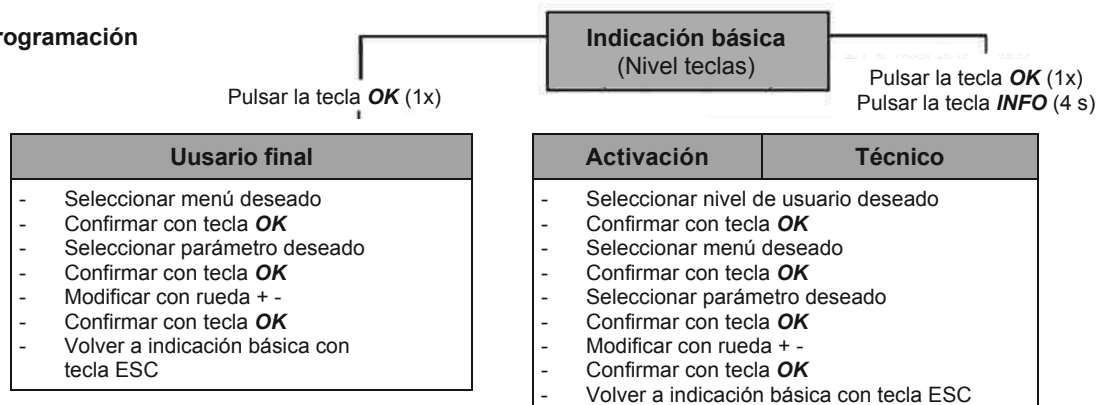 rogramación
Indicación básica
(Nivel teclas)
Pulsar la tecla OK (1x)
Pulsar la tecla OK (1x)
Pulsar la tecla INFO (4 s)
Uusario final
- Seleccionar menú deseado
- Confirmar con tecla OK
- Seleccionar parámetro deseado
- Confirmar con tecla OK
- Modificar con rueda + -
- Confirmar con tecla OK
- Volver a indicación básica con
tecla ESC
Activación Técnico
- Seleccionar nivel de usuario deseado
- Confirmar con tecla OK
- Seleccionar menú deseado
- Confirmar con tecla OK
- Seleccionar parámetro deseado
- Confirmar con tecla OK
- Modificar con rueda + -
- Confirmar con tecla OK
- Volver a indicación básica con tecla ESC